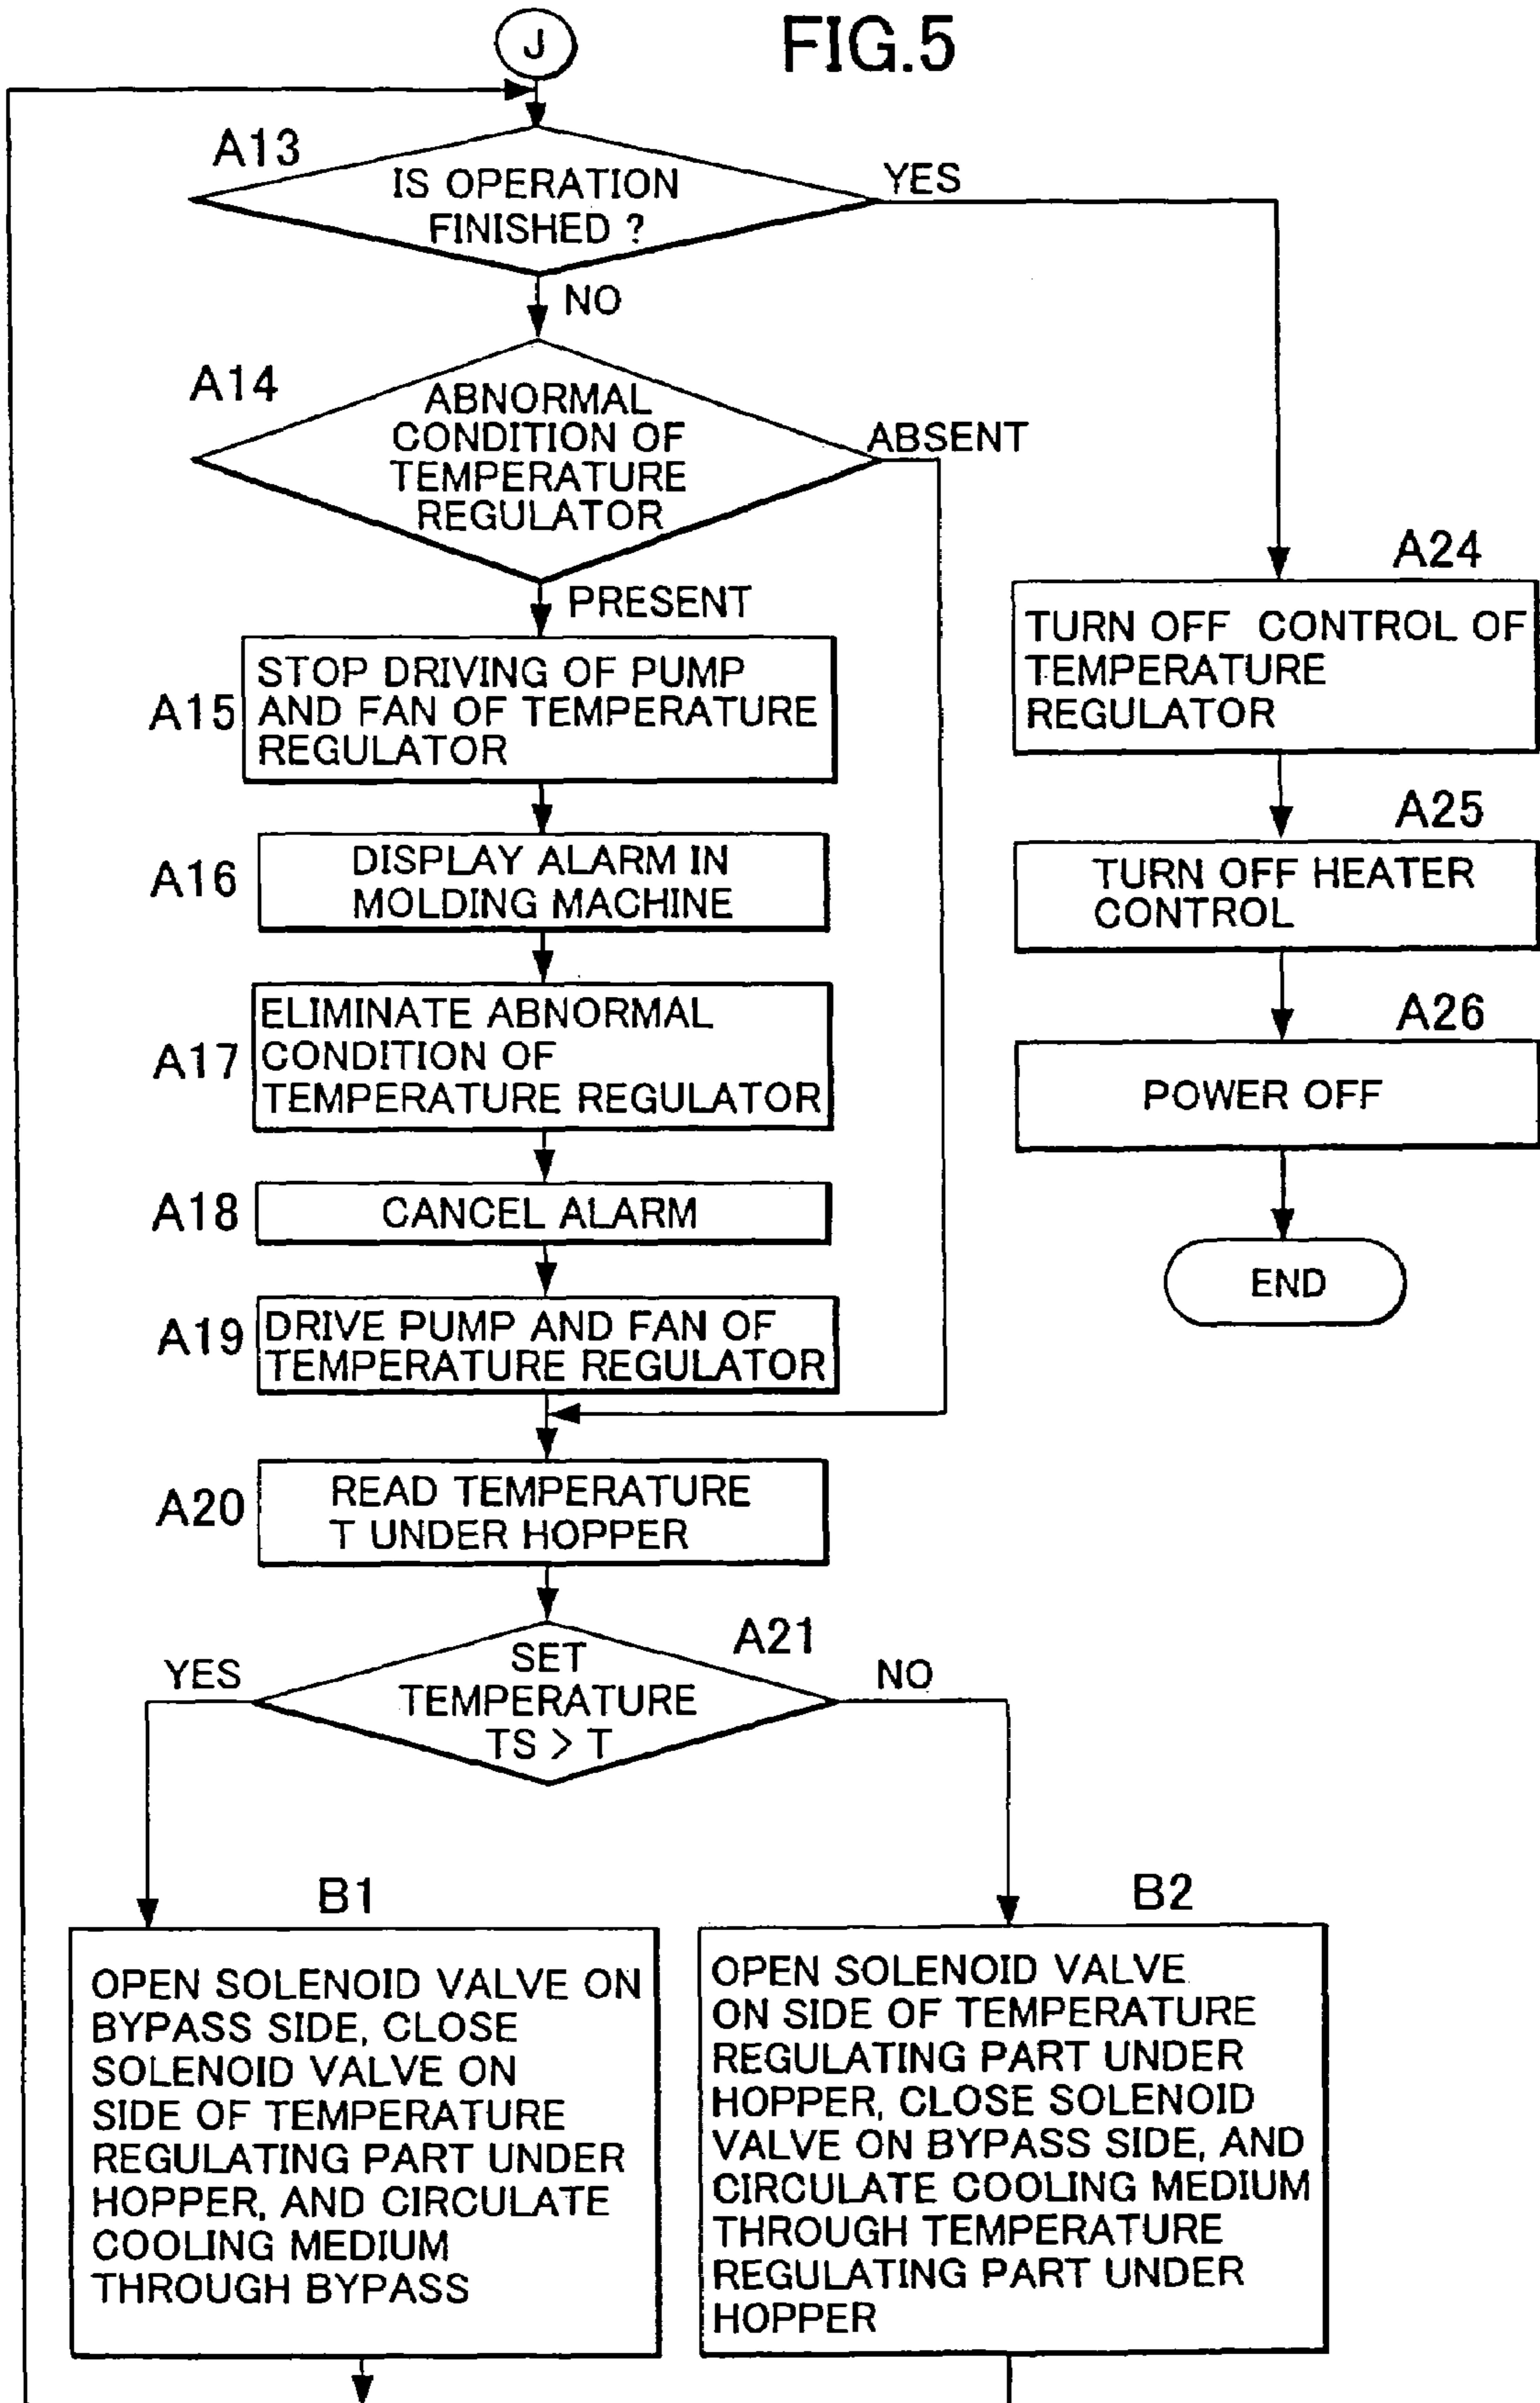 J
FIG.5
A13
IS OPERATION
FINISHED ?
YES
NO
A14
ABNORMAL
CONDITION OF
TEMPERATURE
REGULATOR
ABSENT
PRESENT
A15
STOP DRIVING OF PUMP
AND FAN OF TEMPERATURE
REGULATOR
A16
DISPLAY ALARM IN
MOLDING MACHINE
A17
ELIMINATE ABNORMAL
CONDITION OF
TEMPERATURE REGULATOR
A18
CANCEL ALARM
A19
DRIVE PUMP AND FAN OF
TEMPERATURE REGULATOR
A20
READ TEMPERATURE
T UNDER HOPPER
A21
SET
TEMPERATURE
TS > T
YES
NO
B1
OPEN SOLENOID VALVE ON
BYPASS SIDE, CLOSE
SOLENOID VALVE ON
SIDE OF TEMPERATURE
REGULATING PART UNDER
HOPPER, AND CIRCULATE
COOLING MEDIUM
THROUGH BYPASS
B2
OPEN SOLENOID VALVE
ON SIDE OF TEMPERATURE
REGULATING PART UNDER
HOPPER, CLOSE SOLENOID
VALVE ON BYPASS SIDE, AND
CIRCULATE COOLING MEDIUM
THROUGH TEMPERATURE
REGULATING PART UNDER
HOPPER
A24
TURN OFF CONTROL OF
TEMPERATURE
REGULATOR
A25
TURN OFF HEATER
CONTROL
A26
POWER OFF
END